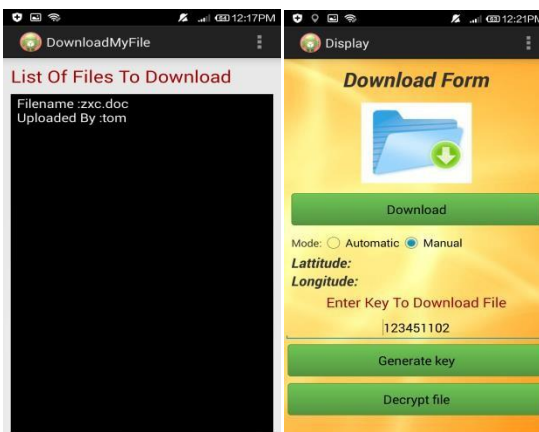 12:17PM
DownloadMyFile
List Of Files To Download
Filename :zxc.doc
Uploaded By :tom
12:21PM
Display
Download Form
Download
Mode: Automatic Manual
Lattitude:
Longitude:
Enter Key To Download File
123451102
Generate key
Decrypt file